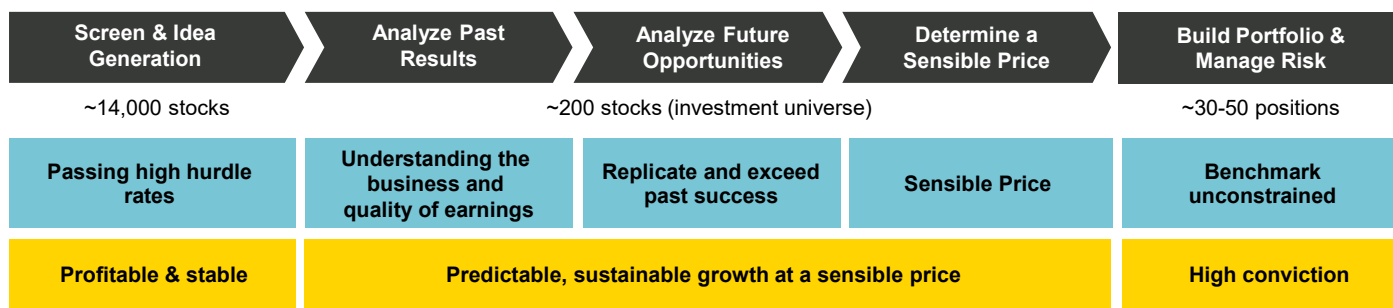 Screen & Idea
Generation
Analyze Past
Results
Analyze Future
Opportunities
Determine a
Sensible Price
Build Portfolio &
Manage Risk
~14,000 stocks
~200 stocks (investment universe)
~30-50 positions
Passing high hurdle
rates
Understanding the
business and
quality of earnings
Replicate and exceed
past success
Sensible Price
Benchmark
unconstrained
Profitable & stable
Predictable, sustainable growth at a sensible price
High conviction